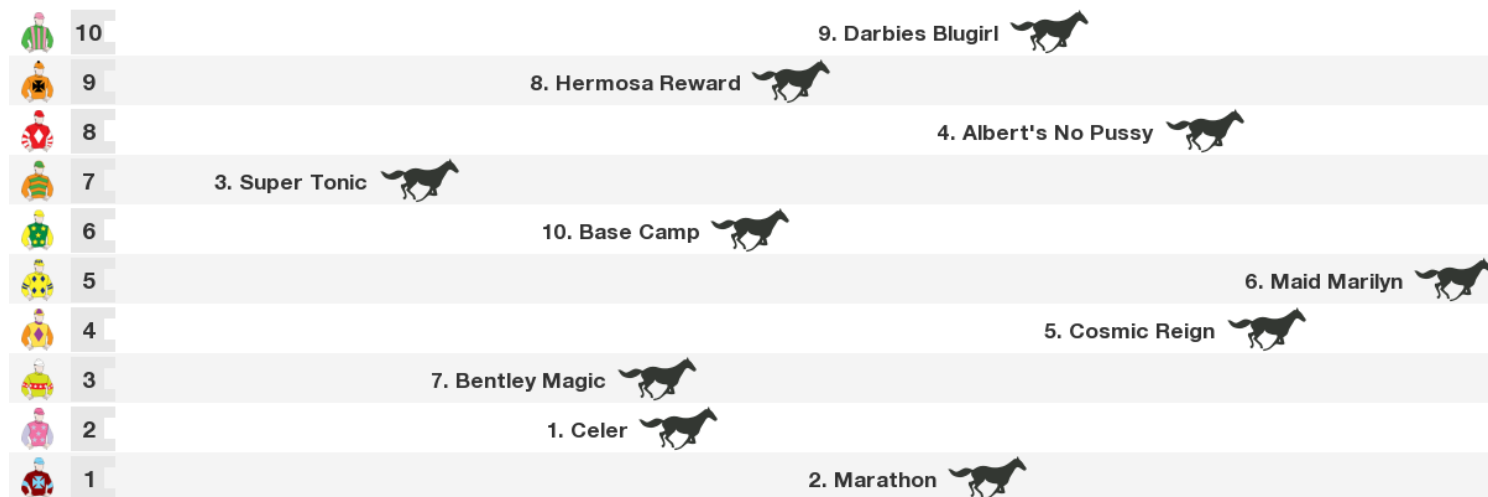 10 9. Darbies Blugirl
9 8. Hermosa Reward
8 4. Albert's No Pussy
7 3. Super Tonic
6 10. Base Camp
5 6. Maid Marilyn
4 5. Cosmic Reign
3 7. Bentley Magic
2 1. Celer
1 2. Marathon